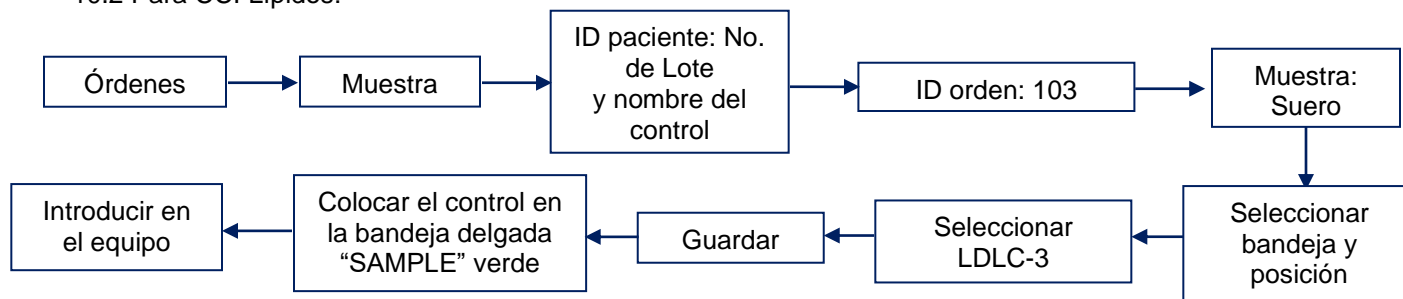 10.2 Para CCI Lípidos:
Órdenes
Muestra
ID paciente: No.
de Lote
y nombre del
control
ID orden: 103
Muestra:
Suero
Seleccionar
bandeja y
posición
Seleccionar
LDLC-3
Guardar
Colocar el control en
la bandeja delgada
“SAMPLE” verde
Introducir en
el equipo